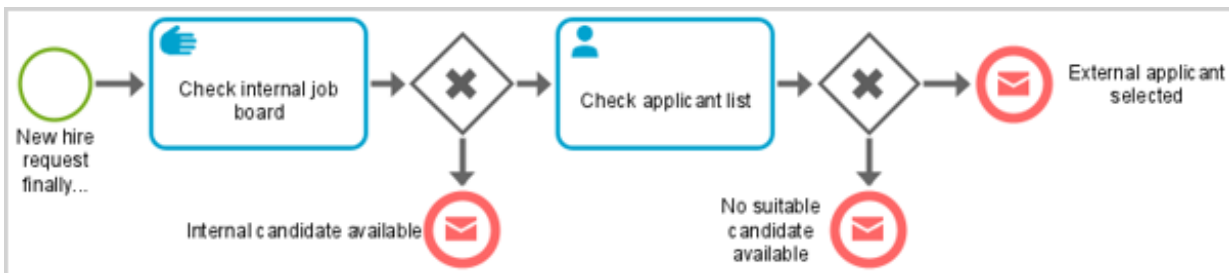 Check internal job
board
Check applicant list
External applicant
selected
New hire
request
finally...
Internal candidate available
No suitable
candidate
available